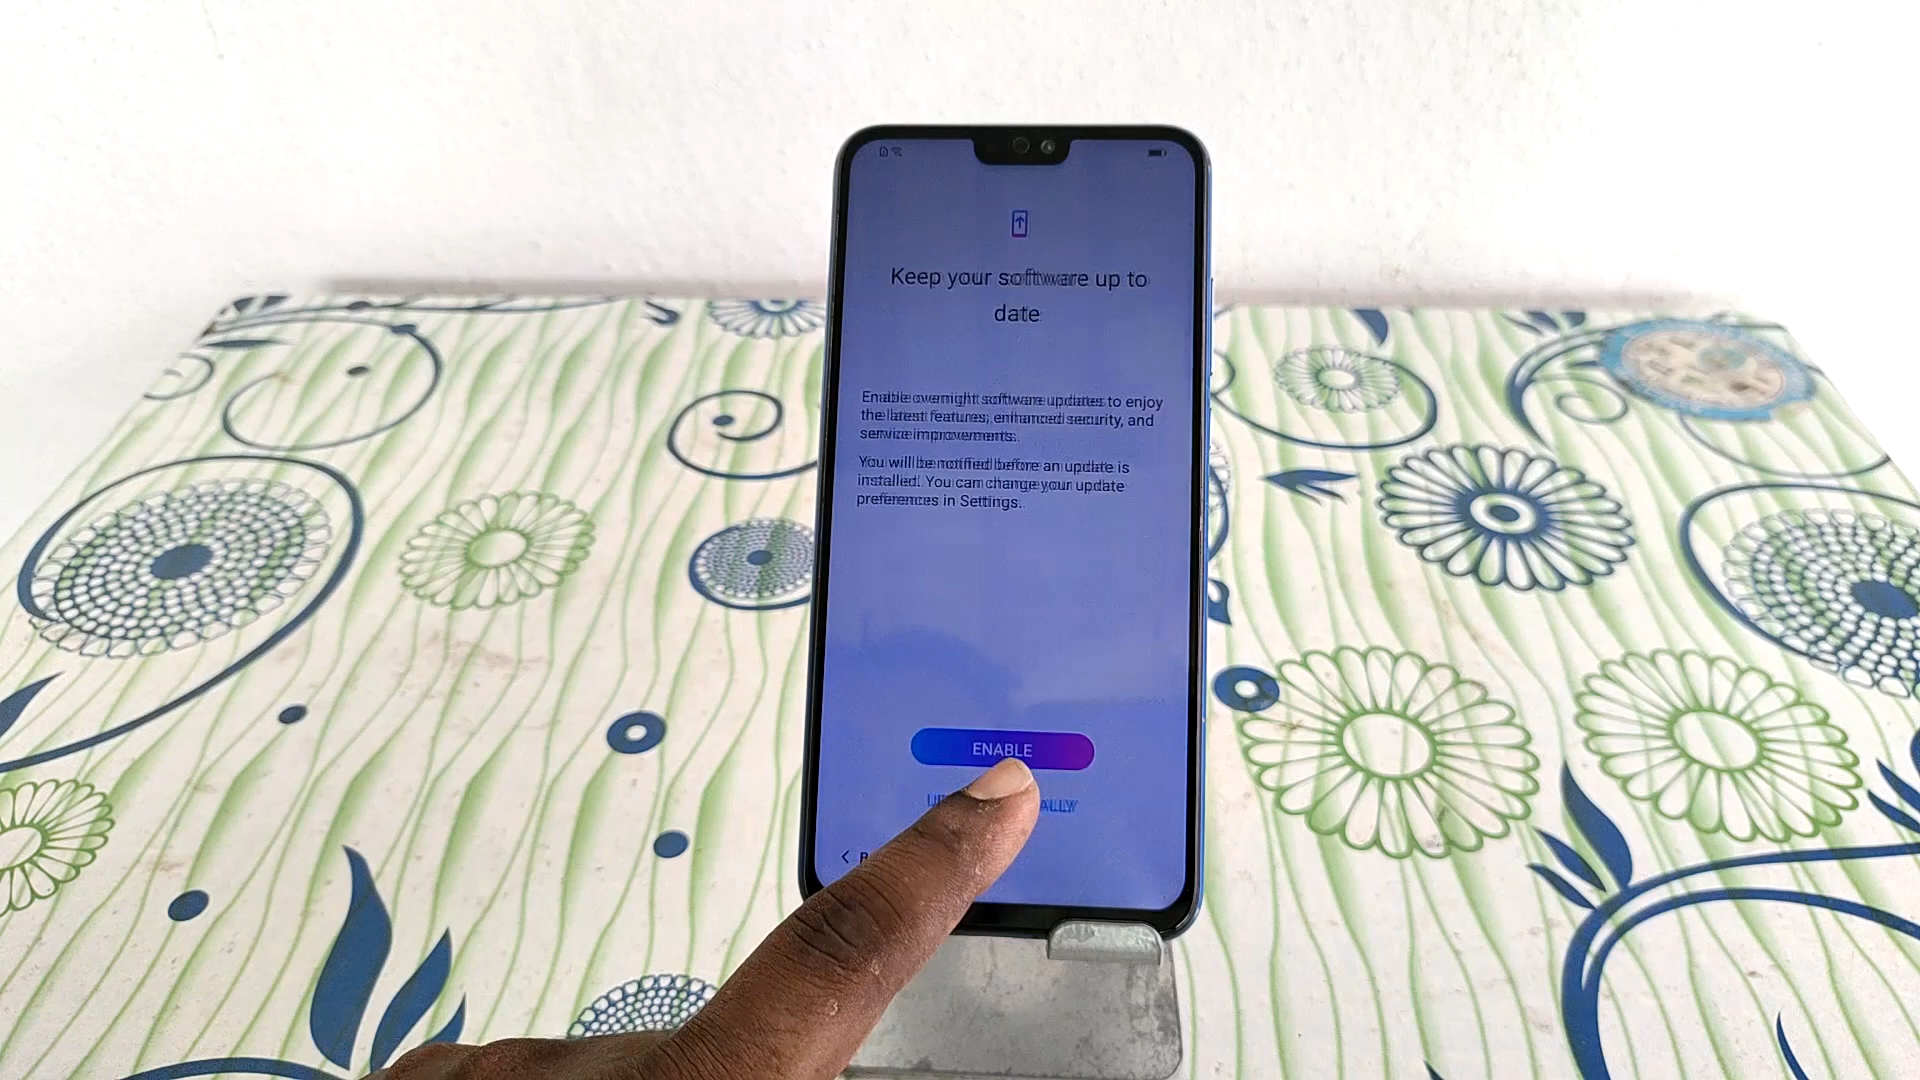 Keep your software up to
date
Enable overnight software updates to enjoy
the latest features, enhanced security, and
service improvements.
You will be notified before an update is
installed. You can change your update
preferences in Settings.
ENABLE